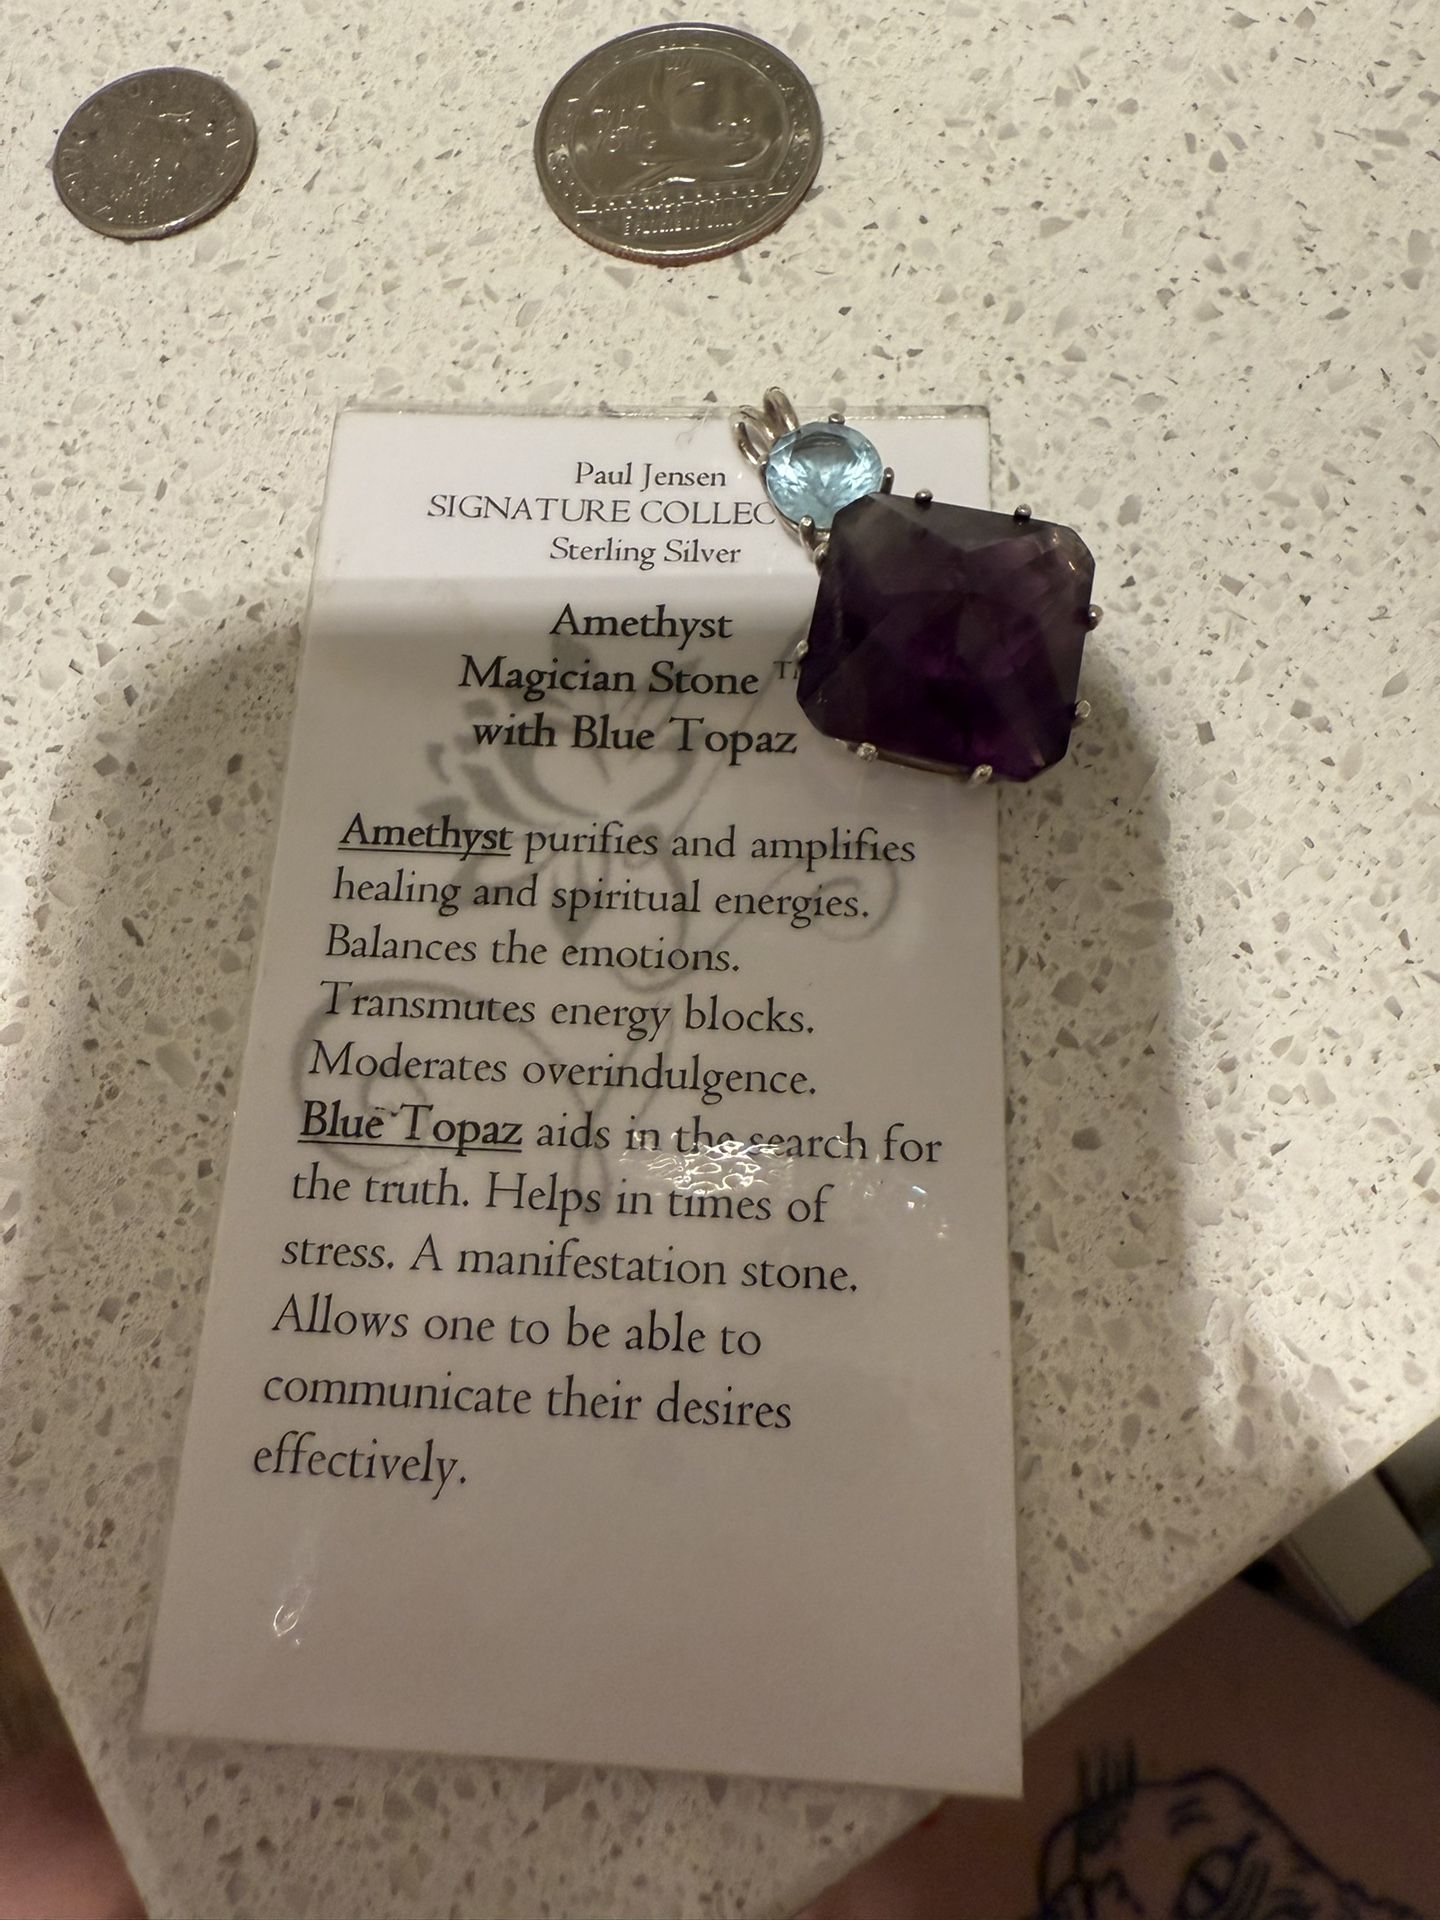 Paul Jensen
SIGNATURE COLLEC
Sterling Silver
Amethyst
Magician Stone
with Blue Topaz
Amethyst purifies and amplifies
healing and spiritual energies.
Balances the emotions.
Transmutes energy blocks.
Moderates overindulgence.
Blue Topaz aids in the search for
the truth. Helps in times of
stress. A manifestation stone.
Allows one to be able to
communicate their desires
effectively.